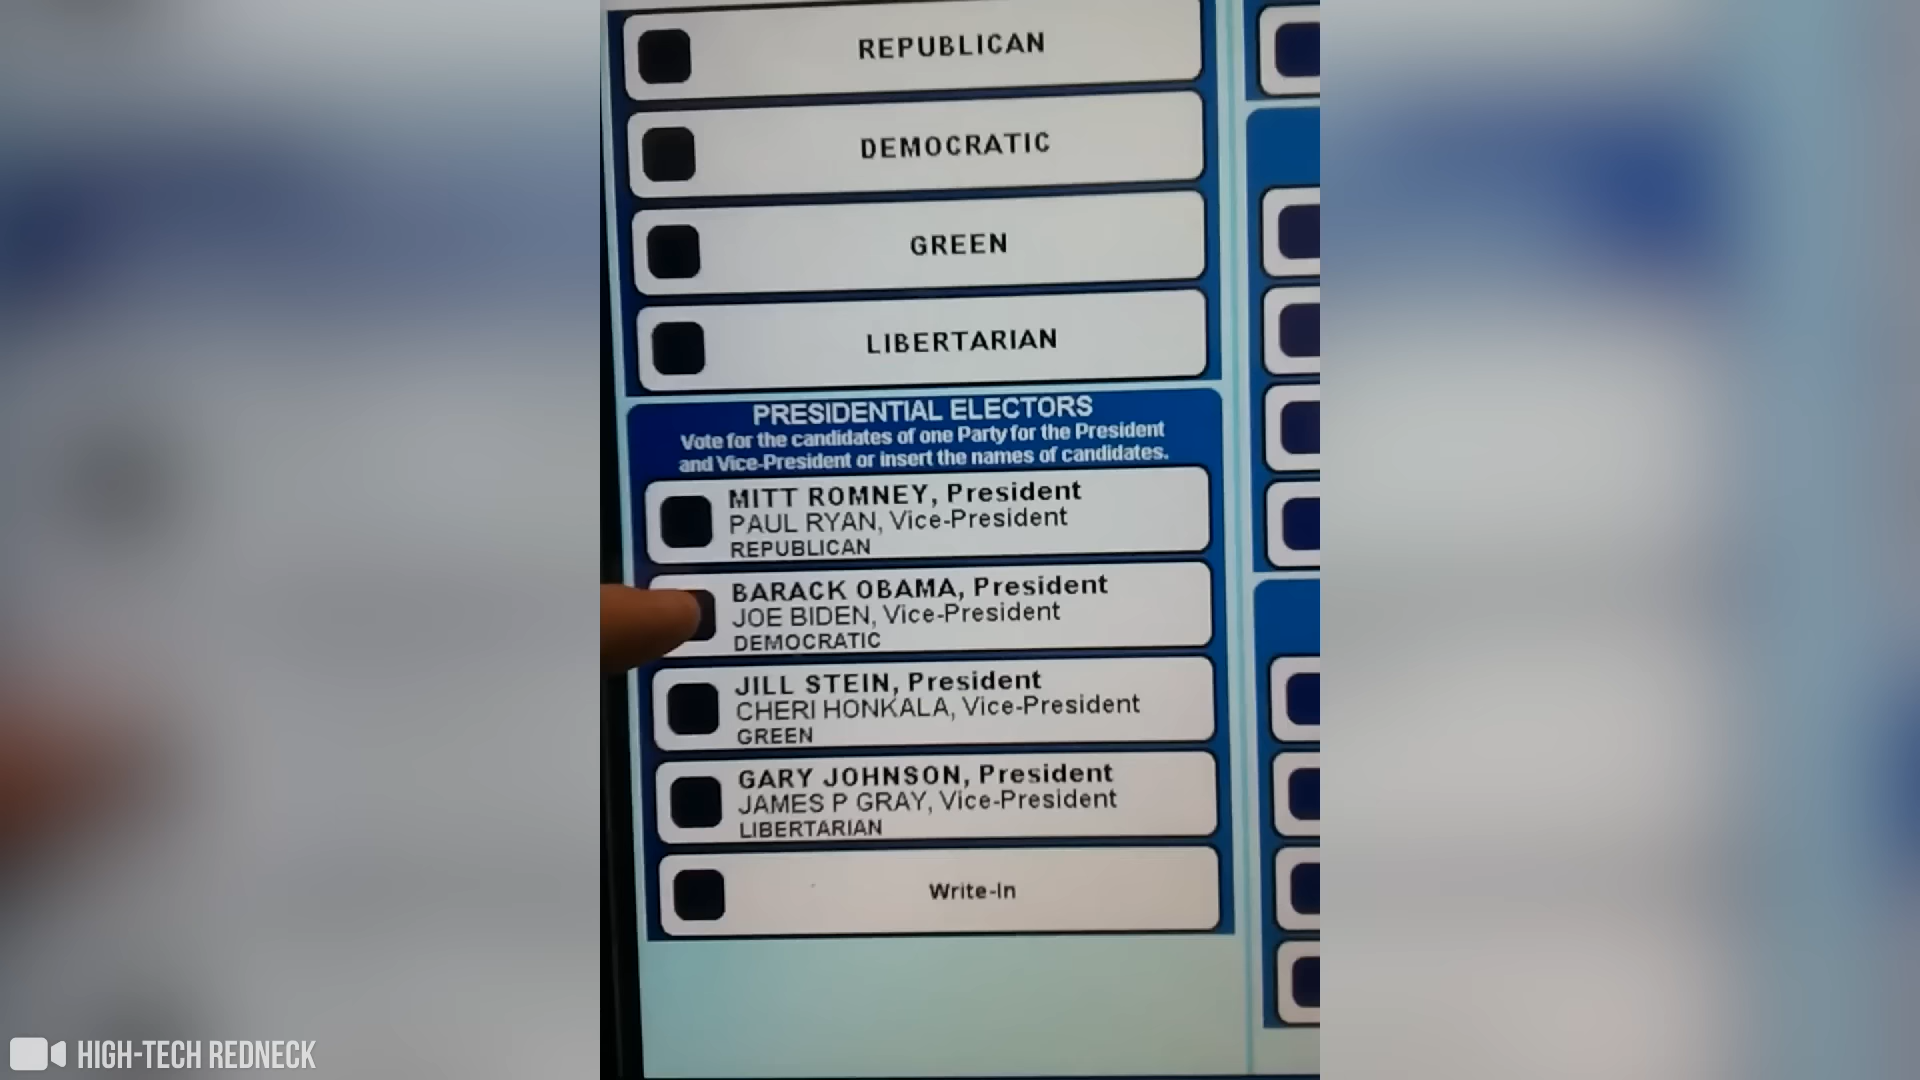 REPUBLICAN
DEMOCRATIC
GREEN
LIBERTARIAN
PRESIDENTIAL ELECTORS
Vote for the candidates of one Party for the President
and Vice-President or insert the names of candidates.
MITT ROMNEY, President
PAUL RYAN, Vice-President
REPUBLICAN
BARACK OBAMA, President
JOE BIDEN, Vice-President
DEMOCRATIC
JILL STEIN, President
CHERI HONKALA, Vice-President
GREEN
GARY JOHNSON, President
JAMES P GRAY, Vice-President
LIBERTARIAN
Write-In
HIGH-TECH REDNECK